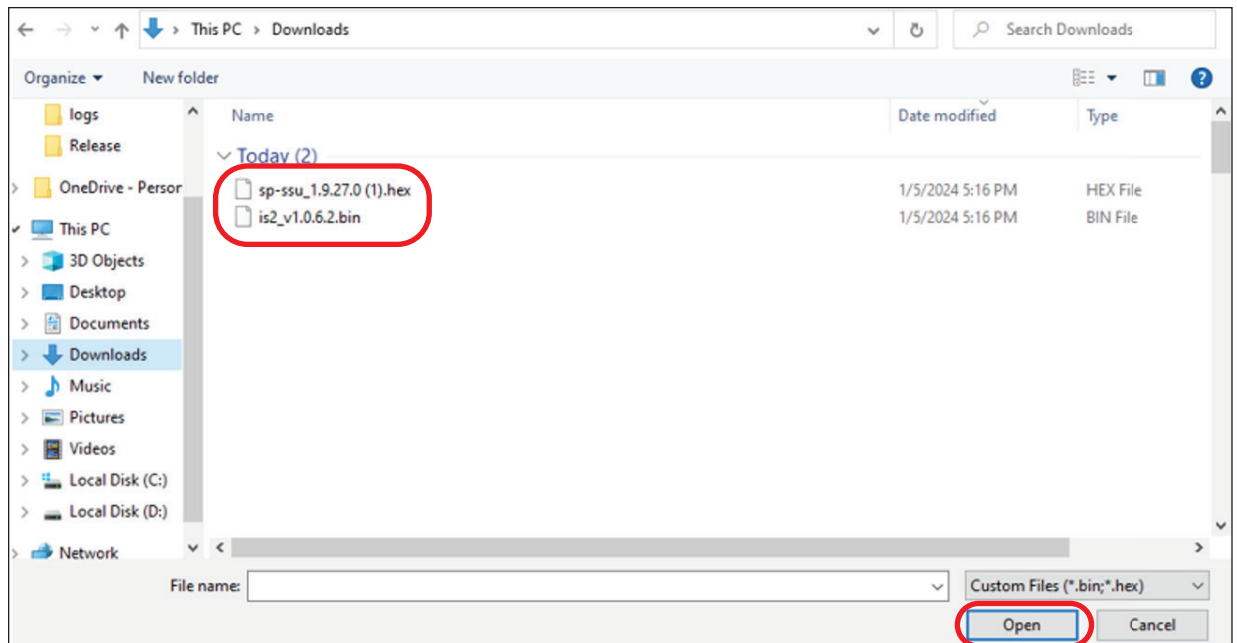 This PC > Downloads
Search Downloads
Organize
New folder
Name
Date modified
Type
logs
Release
OneDrive - Person
This PC
3D Objects
Desktop
Documents
Downloads
Music
Pictures
Videos
Local Disk (C:)
Local Disk (D:)
Network
Today (2)
sp-ssu_1.9.27.0 (1).hex
1/5/2024 5:16 PM
HEX File
is2_v1.0.6.2.bin
1/5/2024 5:16 PM
BIN File
File name:
Custom Files (*.bin;*.hex)
Open
Cancel